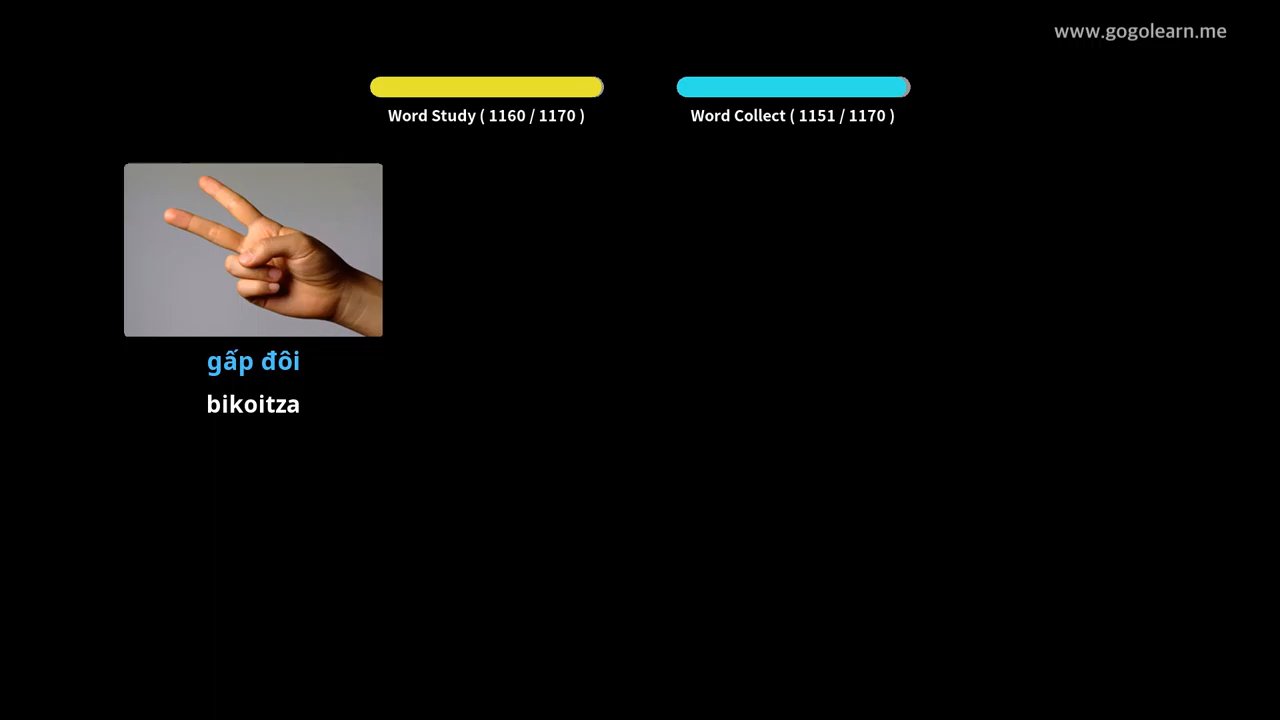 www.gogolearn.me
Word Study ( 1160 / 1170 )
Word Collect ( 1151 / 1170 )
gấp đôi
bikoitza